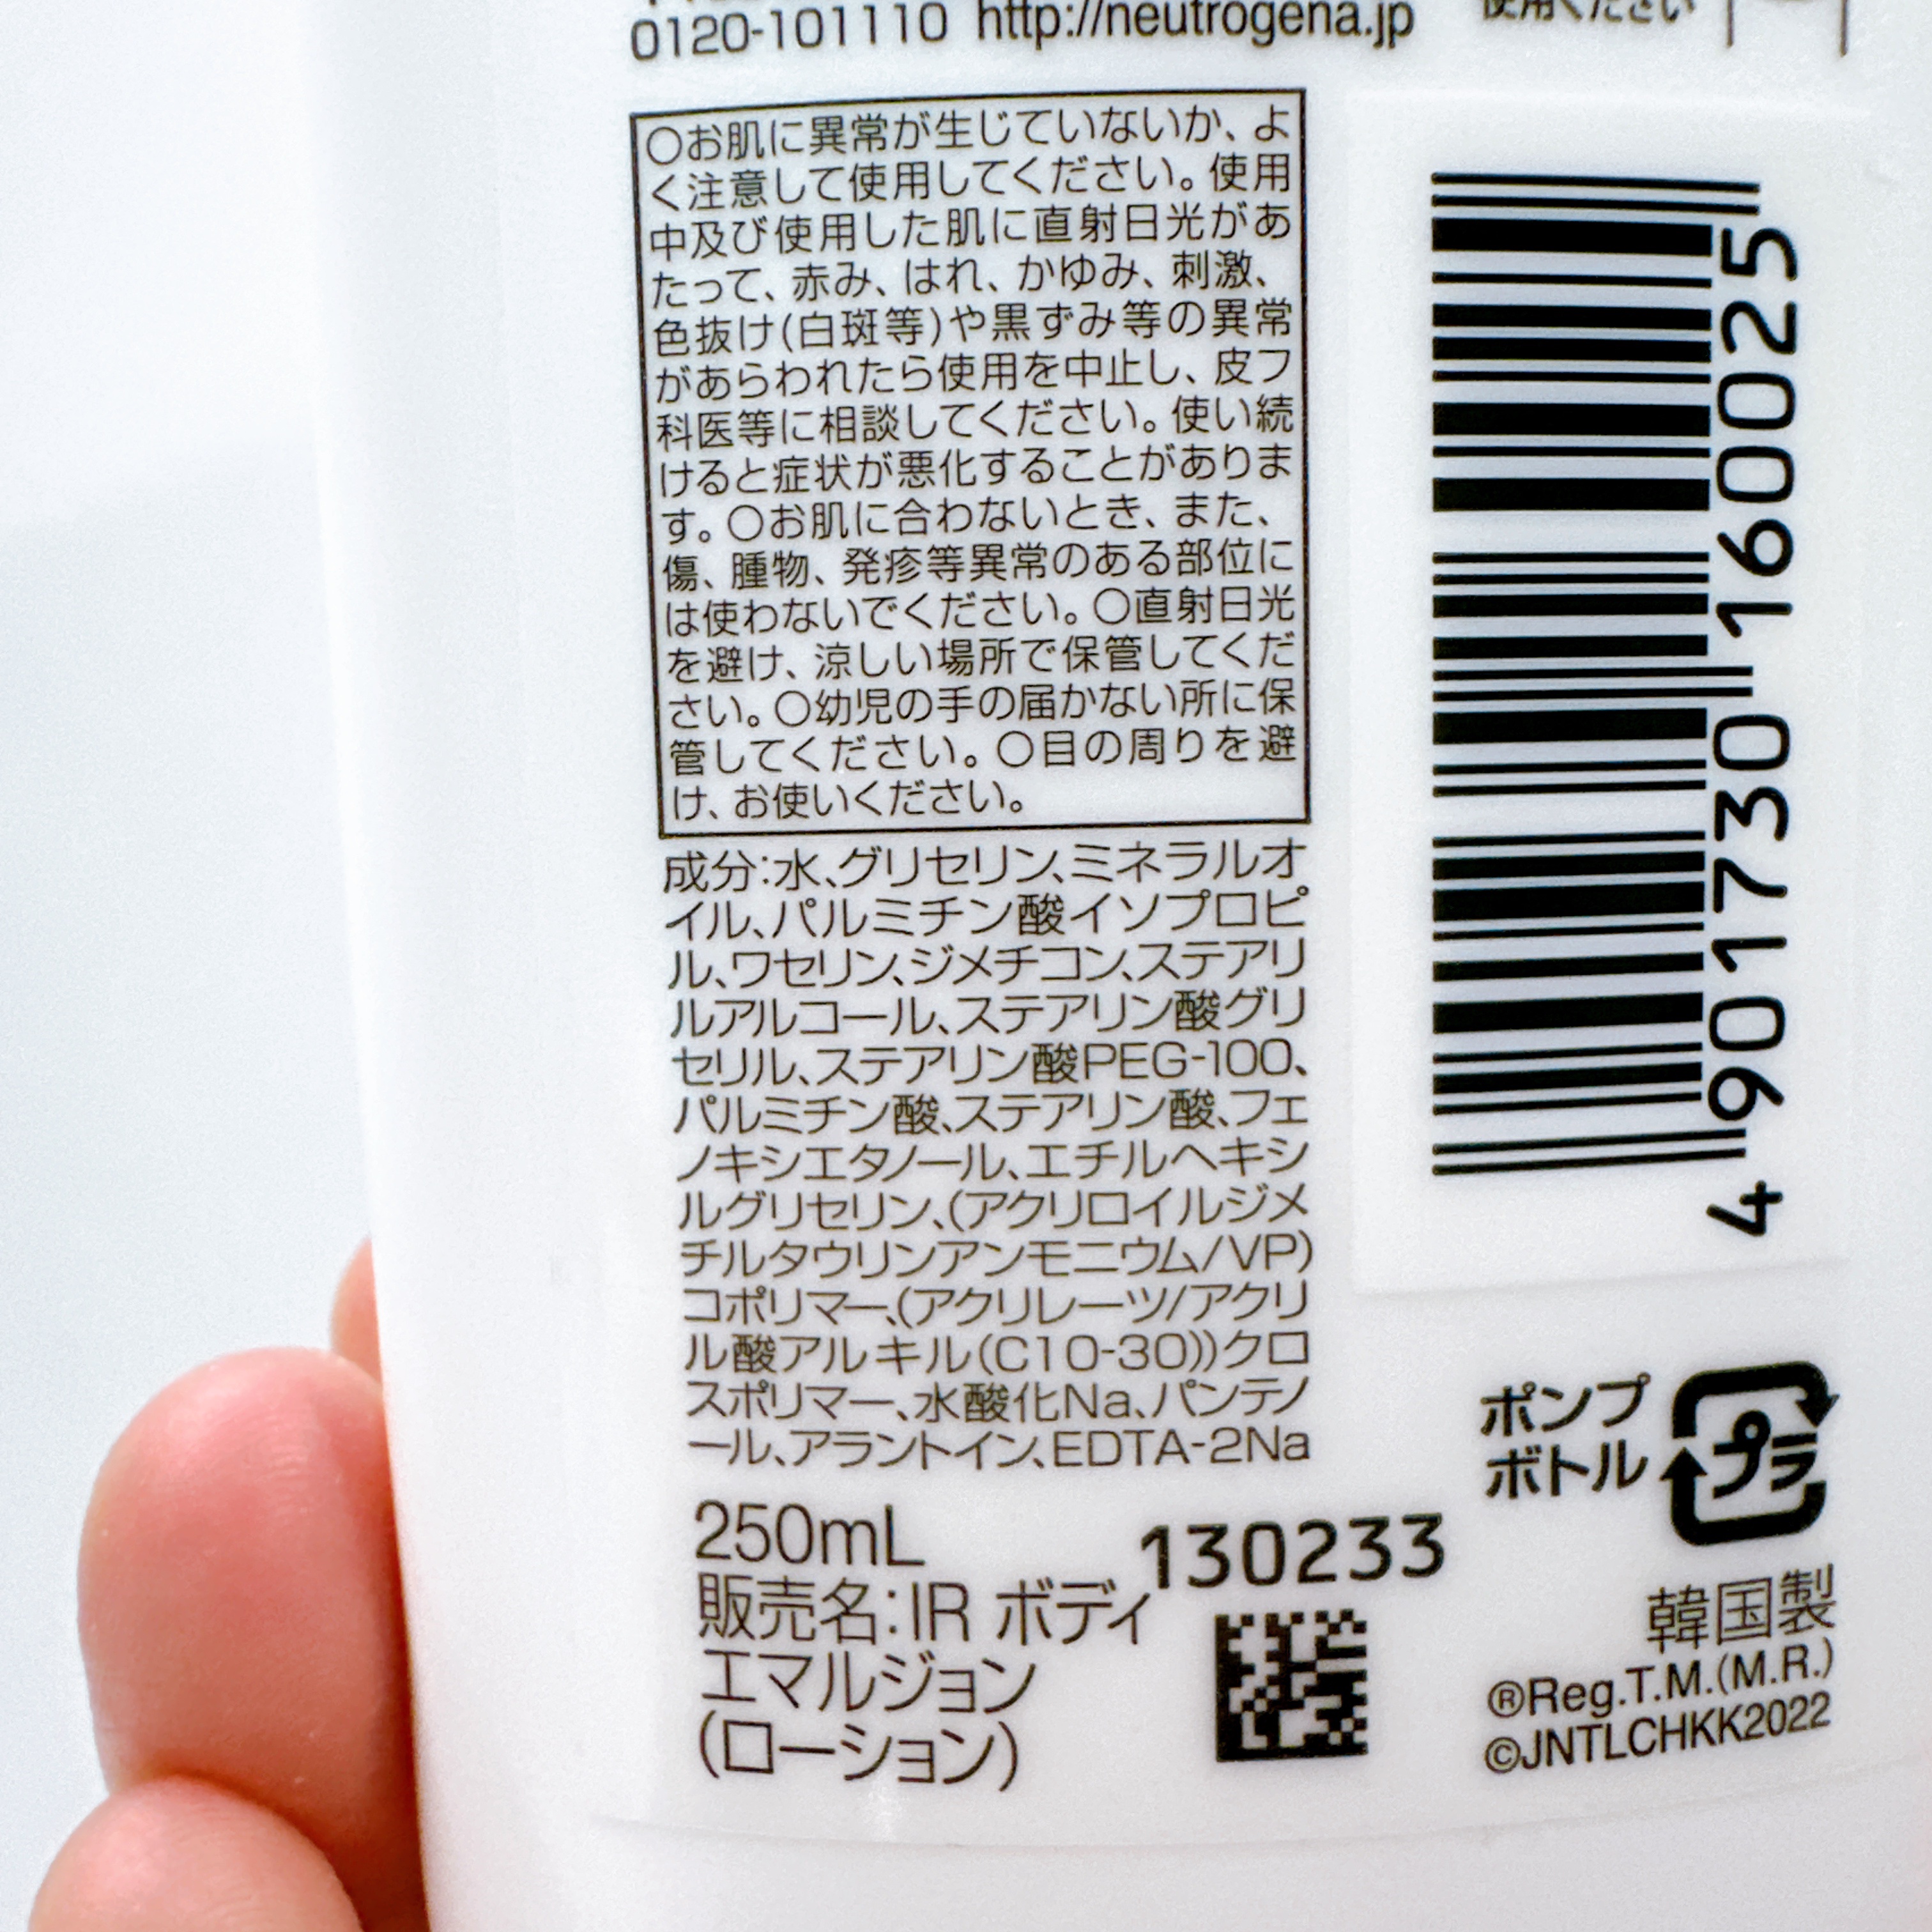 0120-101110 http://neutrogena.jp
使用ください
○お肌に異常が生じていないか、よ
く注意して使用してください。使用
中及び使用した肌に直射日光があ
たって、赤み、はれ、かゆみ、刺激、
色抜け(白斑等)や黒ずみ等の異常
があらわれたら使用を中止し、皮フ
科医等に相談してください。使い続
けると症状が悪化することがありま
す。○お肌に合わないとき、また、
傷、腫物、発疹等異常のある部位に
は使わないでください。○直射日光
を避け、涼しい場所で保管してくだ
さい。○幼児の手の届かない所に保
管してください。○目の周りを避
け、お使いください。
成分:水、グリセリン、ミネラルオ
イル、パルミチン酸イソプロピ
ル、ワセリン、ジメチコン、ステアリ
ルアルコール、ステアリン酸グリ
セリル、ステアリン酸PEG-100、
パルミチン酸、ステアリン酸、フェ
ノキシエタノール、エチルヘキシ
ルグリセリン、(アクリロイルジメ
チルタウリンアンモニウム/VP)
コポリマー、(アクリレーツ/アクリ
ル酸アルキル(C10-30))クロ
スポリマー、水酸化Na、パンテノ
ール、アラントイン、EDTA-2Na
250mL
販売名:IR ボディ
エマルジョン
(ローション)
130233
4 901730 160025
ポンプ
ボトル
プラ
韓国製
®Reg.T.M.(M.R.)
©JNTLCHKK2022